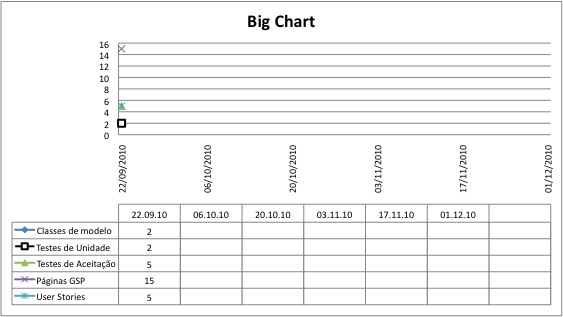 Big Chart
16
14
12
10
8
6
4
2
0
22/09/2010
06/10/2010
20/10/2010
03/11/2010
17/11/2010
01/12/2010
22.09.10 06.10.10 20.10.10 03.11.10 17.11.10 01.12.10
Classes de modelo 2
Testes de Unidade 2
Testes de Aceitação 5
Páginas GSP 15
User Stories 5